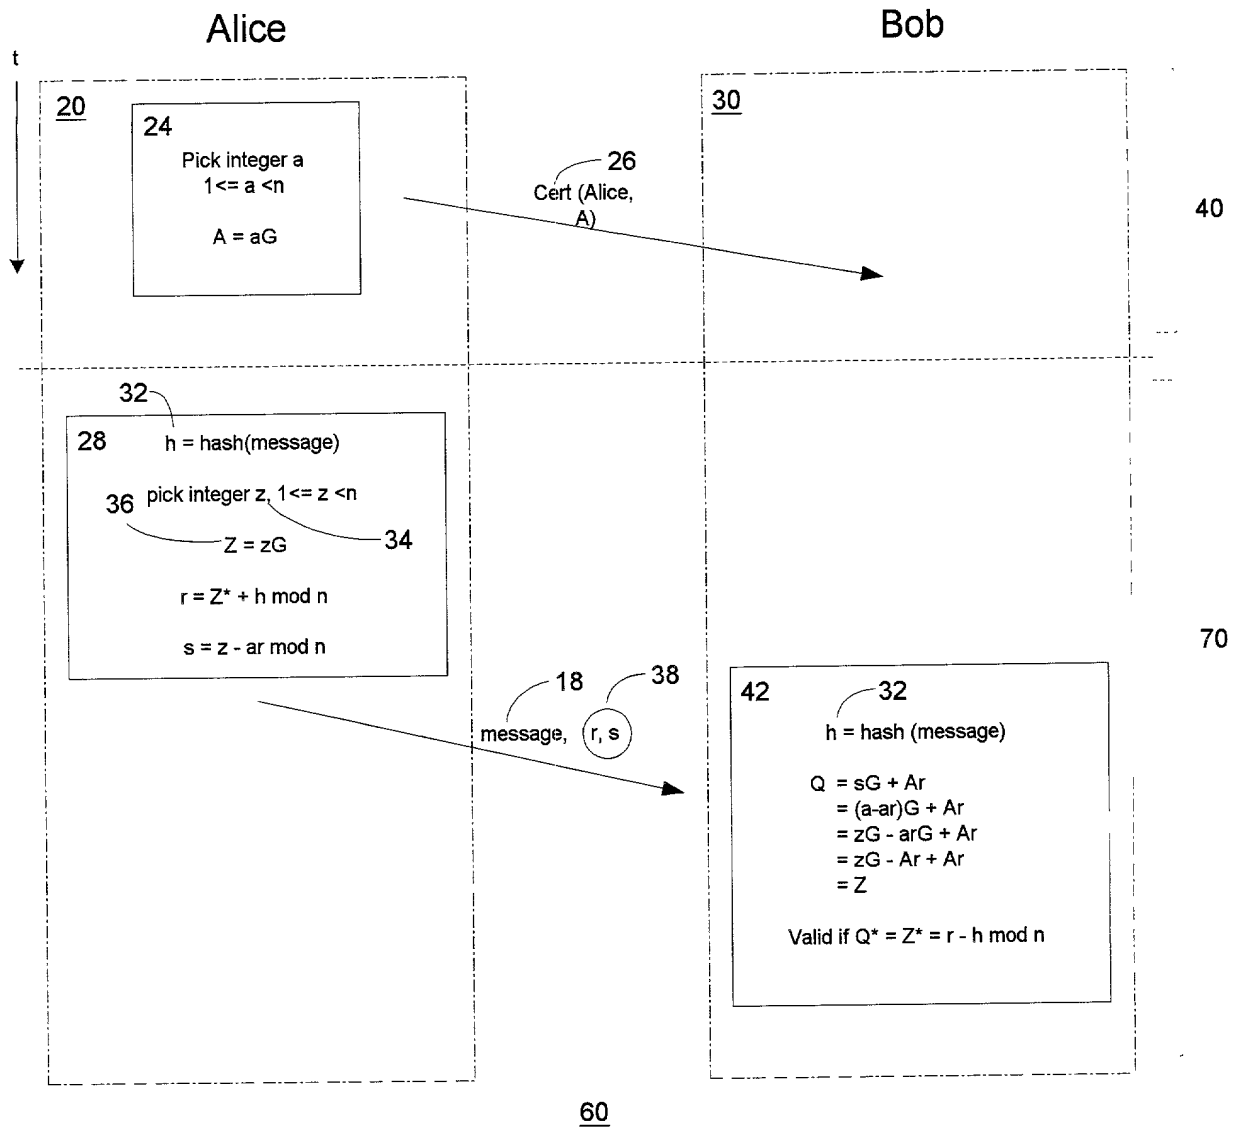 Alice
Bob
t
20
24
Pick integer a
1<= a <n
A = aG
26
Cert (Alice,
A)
30
40
32
28
h = hash(message)
36
pick integer z, 1<= z <n
34
Z = zG
r = Z* + h mod n
s = z - ar mod n
18
38
message, r, s
70
42
32
h = hash (message)
Q = sG + Ar
= (a-ar)G + Ar
= zG - arG + Ar
= zG - Ar + Ar
= Z
Valid if Q* = Z* = r - h mod n
60